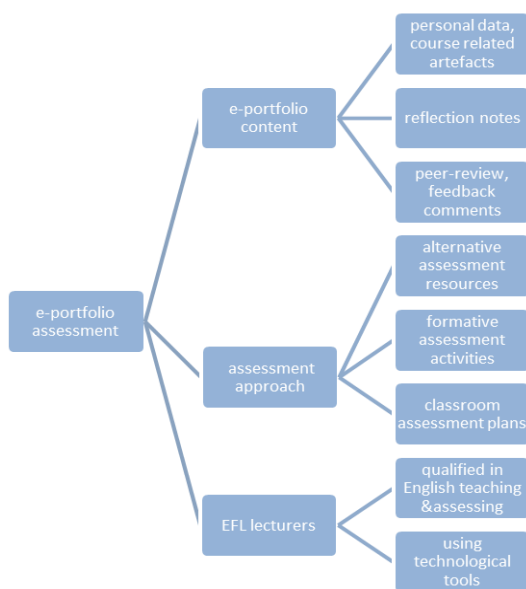 personal data,
course related
artefacts
e-portfolio
content
reflection notes
peer-review,
feedback
comments
alternative
assessment
resources
e-portfolio
assessment
formative
assessment
activities
assessment
approach
classroom
assessment plans
qualified in
English teaching
&assessing
EFL lecturers
using
technological
tools